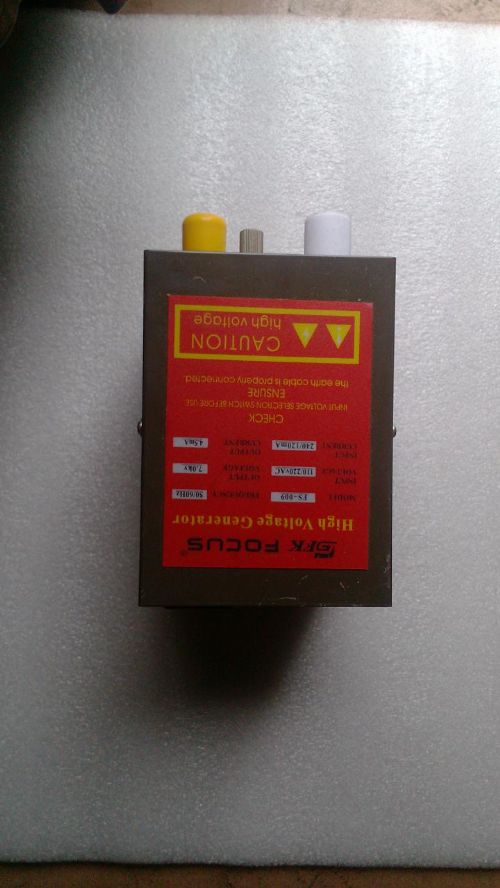 GFK FOCUS®
High Voltage Generator
MODEL FS-009 FREQUENCY 50/60Hz
INPUT VOLTAGE 110/220vAC OUTPUT VOLTAGE 7.0kv
INPUT CURRENT 240/120mA OUTPUT CURRENT 4.5mA
CHECK
INPUT VOLTAGE SELECTION SWITCH BEFORE USE
ENSURE
the earth cable is properly connected.
CAUTION
high voltage